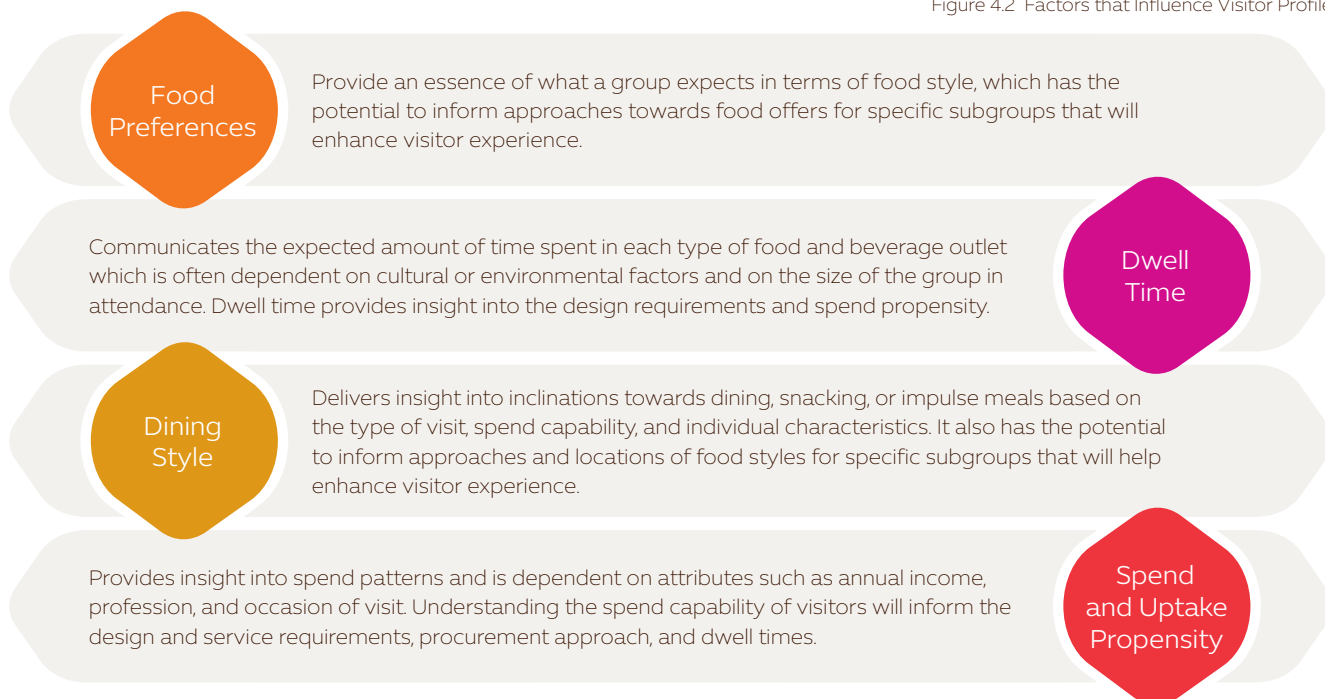 Figure 4.2 Factors that Influence Visitor Profile
Food
Preferences
Provide an essence of what a group expects in terms of food style, which has the
potential to inform approaches towards food offers for specific subgroups that will
enhance visitor experience.
Communicates the expected amount of time spent in each type of food and beverage outlet
which is often dependent on cultural or environmental factors and on the size of the group in
attendance. Dwell time provides insight into the design requirements and spend propensity.
Dwell
Time
Dining
Style
Delivers insight into inclinations towards dining, snacking, or impulse meals based on
the type of visit, spend capability, and individual characteristics. It also has the potential
to inform approaches and locations of food styles for specific subgroups that will help
enhance visitor experience.
Provides insight into spend patterns and is dependent on attributes such as annual income,
profession, and occasion of visit. Understanding the spend capability of visitors will inform the
design and service requirements, procurement approach, and dwell times.
Spend
and Uptake
Propensity